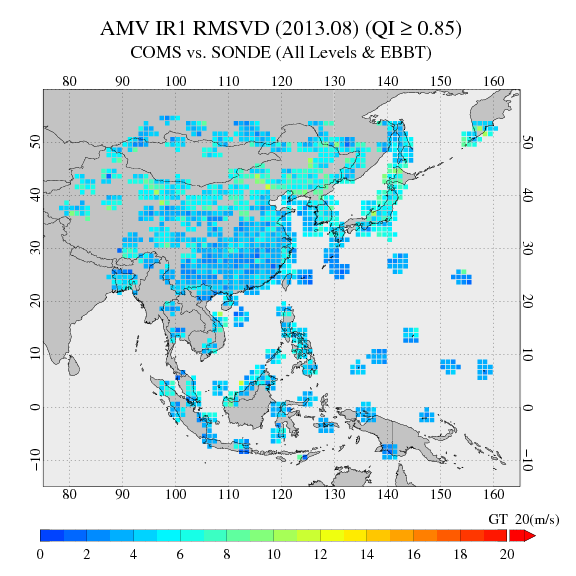 AMV IR1 RMSVD (2013.08) (QI ≥ 0.85)
COMS vs. SONDE (All Levels & EBBT)
80 90 100 110 120 130 140 150 160
50 50
40 40
30 30
20 20
10 10
0 0
−10 −10
80 90 100 110 120 130 140 150 160
GT 20(m/s)
0 2 4 6 8 10 12 14 16 18 20